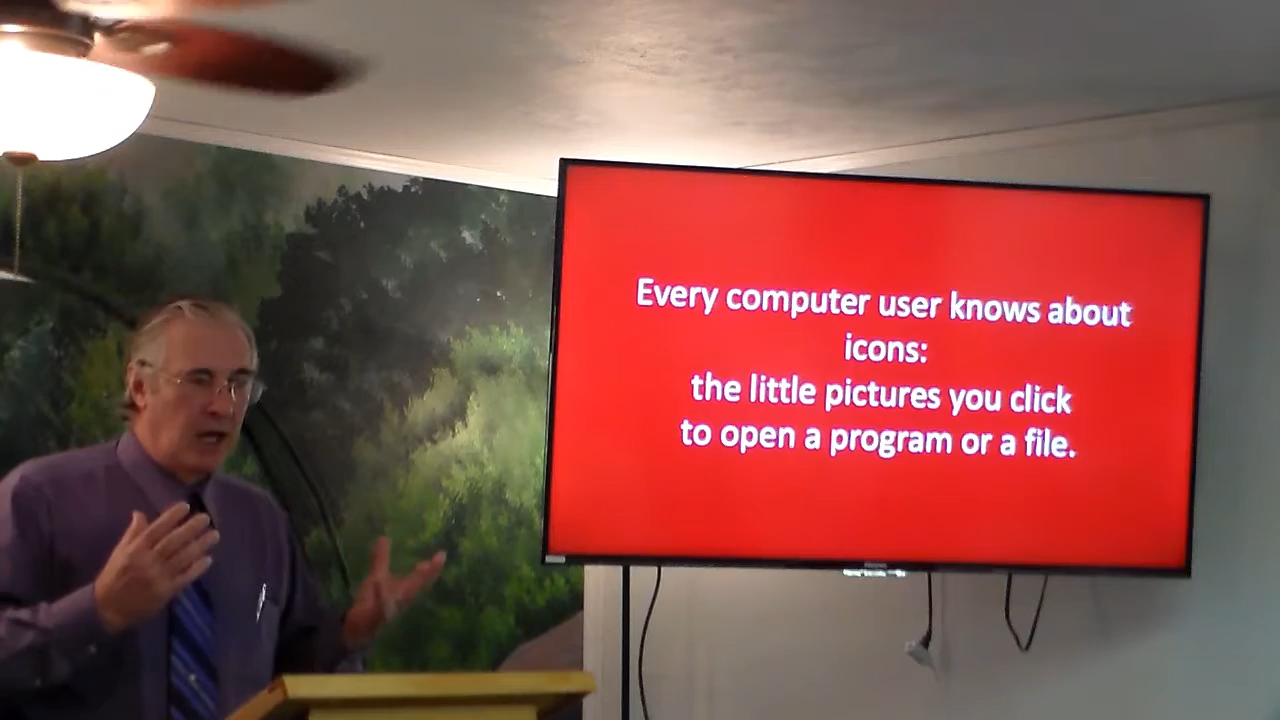 Every computer user knows about
icons:
the little pictures you click
to open a program or a file.